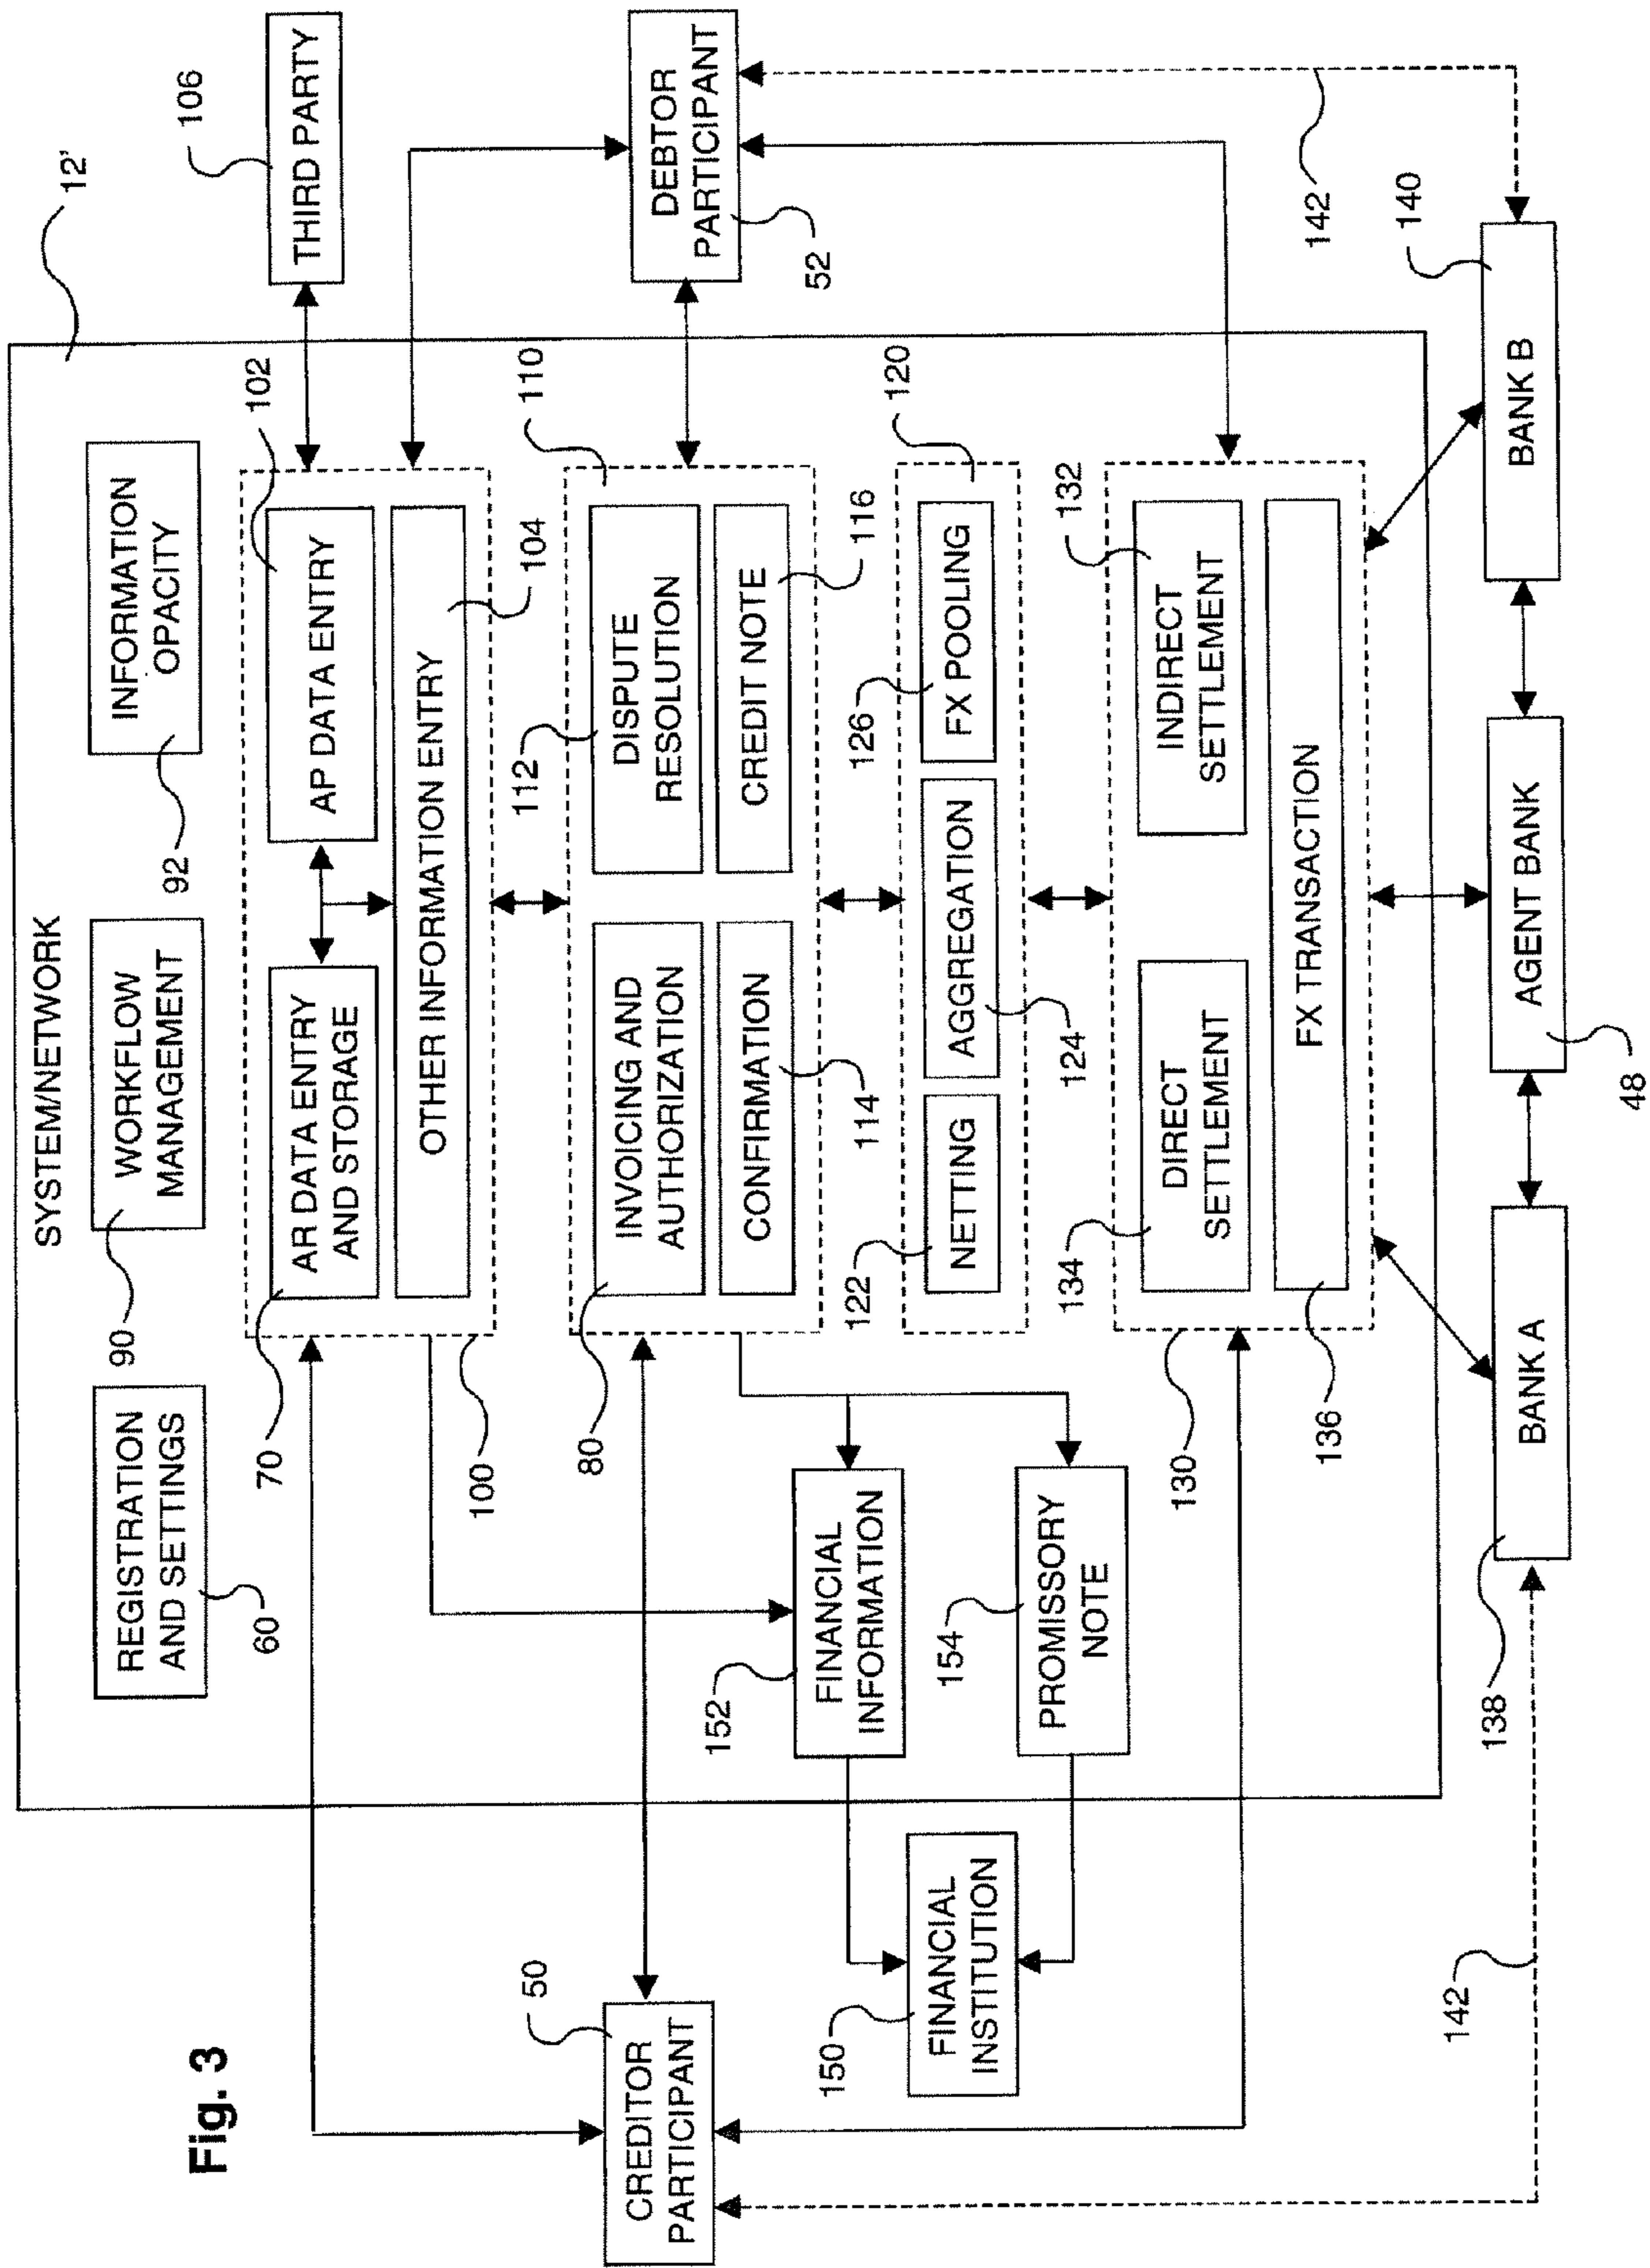 Fig. 3
SYSTEM/NETWORK
12'
REGISTRATION
AND SETTINGS
60
WORKFLOW
MANAGEMENT
90
INFORMATION
OPACITY
92
THIRD PARTY
106
AR DATA ENTRY
AND STORAGE
70
AP DATA ENTRY
102
OTHER INFORMATION ENTRY
104
100
CREDITOR
PARTICIPANT
50
INVOICING AND
AUTHORIZATION
80
DISPUTE
RESOLUTION
112
110
CONFIRMATION
114
CREDIT NOTE
116
DEBTOR
PARTICIPANT
52
FINANCIAL
INFORMATION
152
FINANCIAL
INSTITUTION
150
PROMISSORY
NOTE
154
NETTING
122
AGGREGATION
124
FX POOLING
126
120
DIRECT
SETTLEMENT
134
INDIRECT
SETTLEMENT
132
FX TRANSACTION
136
130
142
BANK A
138
AGENT BANK
48
BANK B
140
142